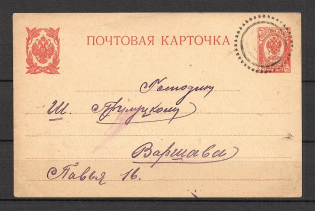 ПОЧТОВАЯ КАРТОЧКА
Господину
Ш.
Варшава
Павья 16.